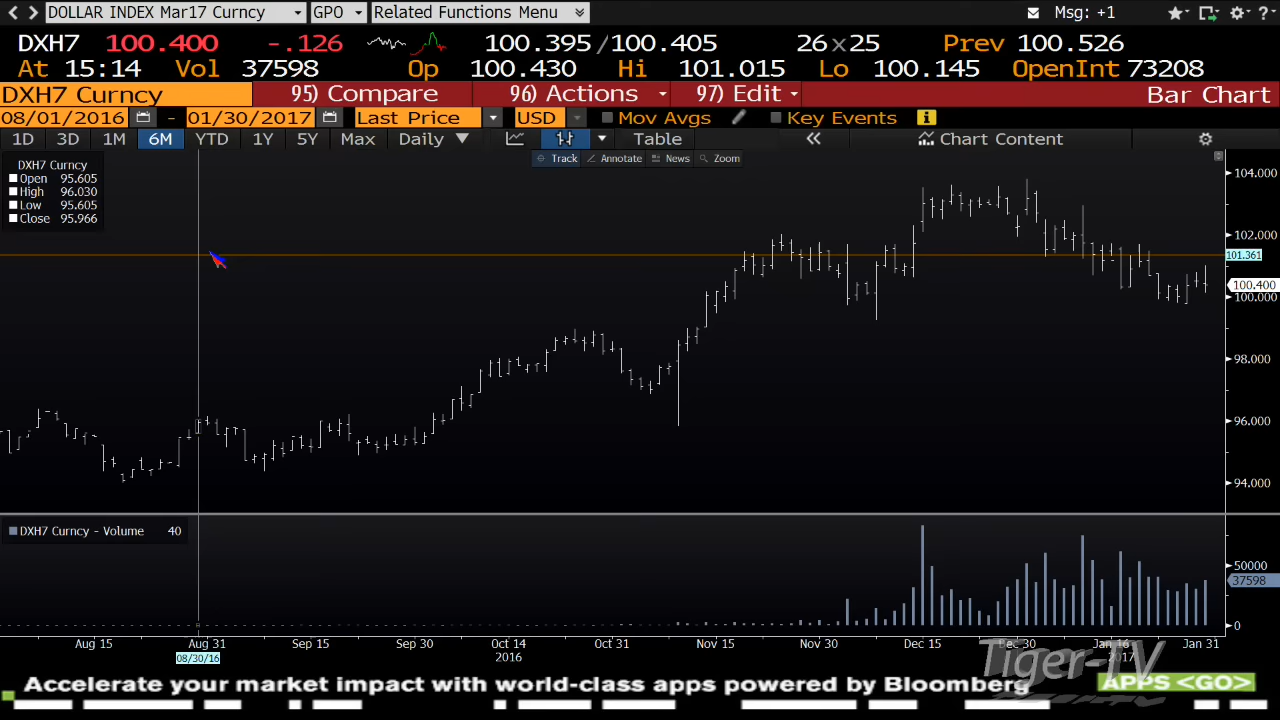 DOLLAR INDEX Mar17 Curncy GPO Related Functions Menu Msg: +1
DXH7 100.400 -.126 100.395/100.405 26x25 Prev 100.526
At 15:14 Vol 37598 Op 100.430 Hi 101.015 Lo 100.145 OpenInt 73208
DXH7 Curncy 95) Compare 96) Actions 97) Edit Bar Chart
08/01/2016 - 01/30/2017 Last Price USD Mov Avgs Key Events
1D 3D 1M 6M YTD 1Y 5Y Max Daily Table Chart Content
Track Annotate News Zoom
DXH7 Curncy
Open 95.605
High 96.030
Low 95.605
Close 95.966
104.000
102.000
101.361
100.400
100.000
98.000
96.000
94.000
DXH7 Curncy - Volume 40
50000
37598
0
Aug 15 Aug 31 Sep 15 Sep 30 Oct 14 Oct 31 Nov 15 Nov 30 Dec 15 Dec 30 Jan 16 Jan 31
08/30/16 2016 2017
Tiger-TV
Accelerate your market impact with world-class apps powered by Bloomberg APPS <GO>